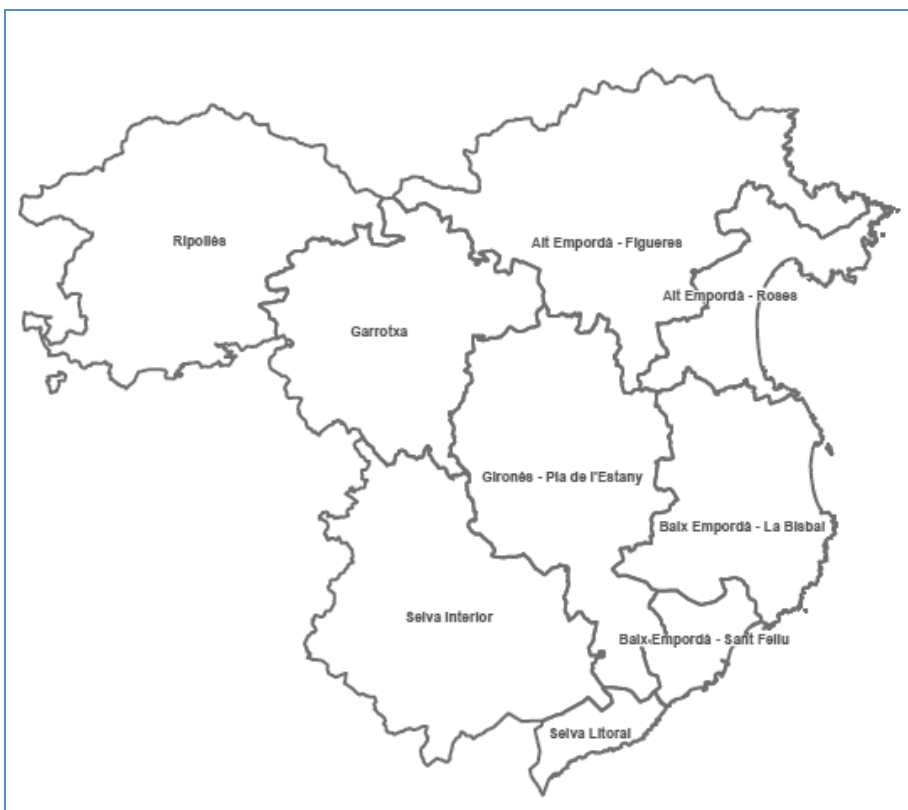 Ripollès
Alt Empordà - Figueres
Alt Empordà - Roses
Garrotxa
Gironès - Pla de l'Estany
Baix Empordà - La Bisbal
Selva Interior
Baix Empordà - Sant Feliu
Selva Litoral